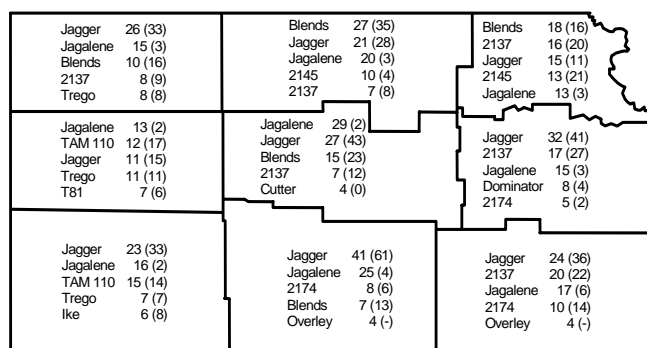 Jagger 26 (33)
Jagalene 15 (3)
Blends 10 (16)
2137 8 (9)
Trego 8 (8)
Blends 27 (35)
Jagger 21 (28)
Jagalene 20 (3)
2145 10 (4)
2137 7 (8)
Blends 18 (16)
2137 16 (20)
Jagger 15 (11)
2145 13 (21)
Jagalene 13 (3)
Jagalene 13 (2)
TAM 110 12 (17)
Jagger 11 (15)
Trego 11 (11)
T81 7 (6)
Jagalene 29 (2)
Jagger 27 (43)
Blends 15 (23)
2137 7 (12)
Cutter 4 (0)
Jagger 32 (41)
2137 17 (27)
Jagalene 15 (3)
Dominator 8 (4)
2174 5 (2)
Jagger 23 (33)
Jagalene 16 (2)
TAM 110 15 (14)
Trego 7 (7)
Ike 6 (8)
Jagger 41 (61)
Jagalene 25 (4)
2174 8 (6)
Blends 7 (13)
Overley 4 (-)
Jagger 24 (36)
2137 20 (22)
Jagalene 17 (6)
2174 10 (14)
Overley 4 (-)